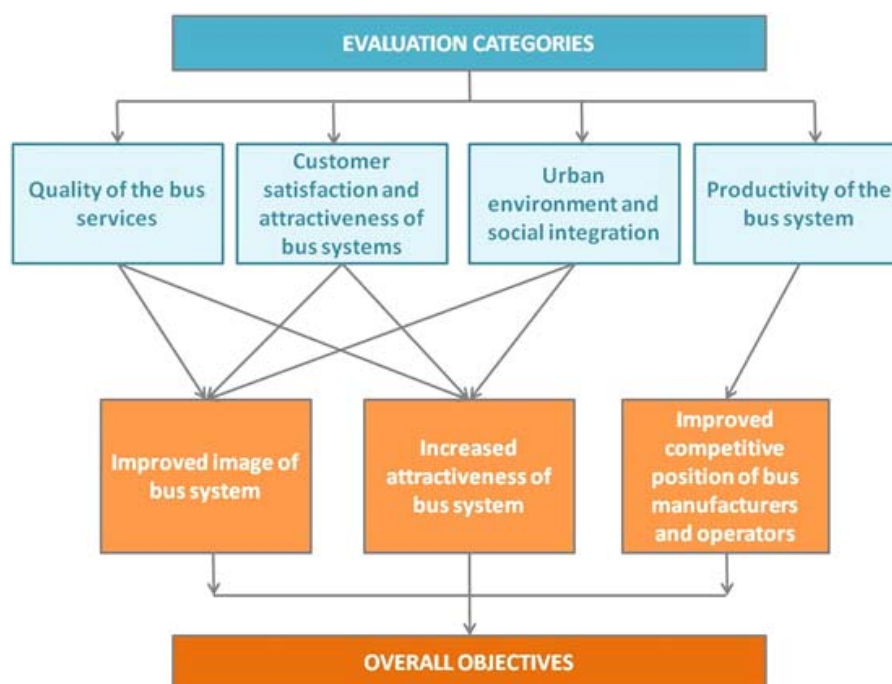 EVALUATION CATEGORIES
Quality of the bus
services
Customer
satisfaction and
attractiveness of
bus systems
Urban
environment and
social integration
Productivity of the
bus system
Improved image of
bus system
Increased
attractiveness of
bus system
Improved
competitive
position of bus
manufacturers
and operators
OVERALL OBJECTIVES